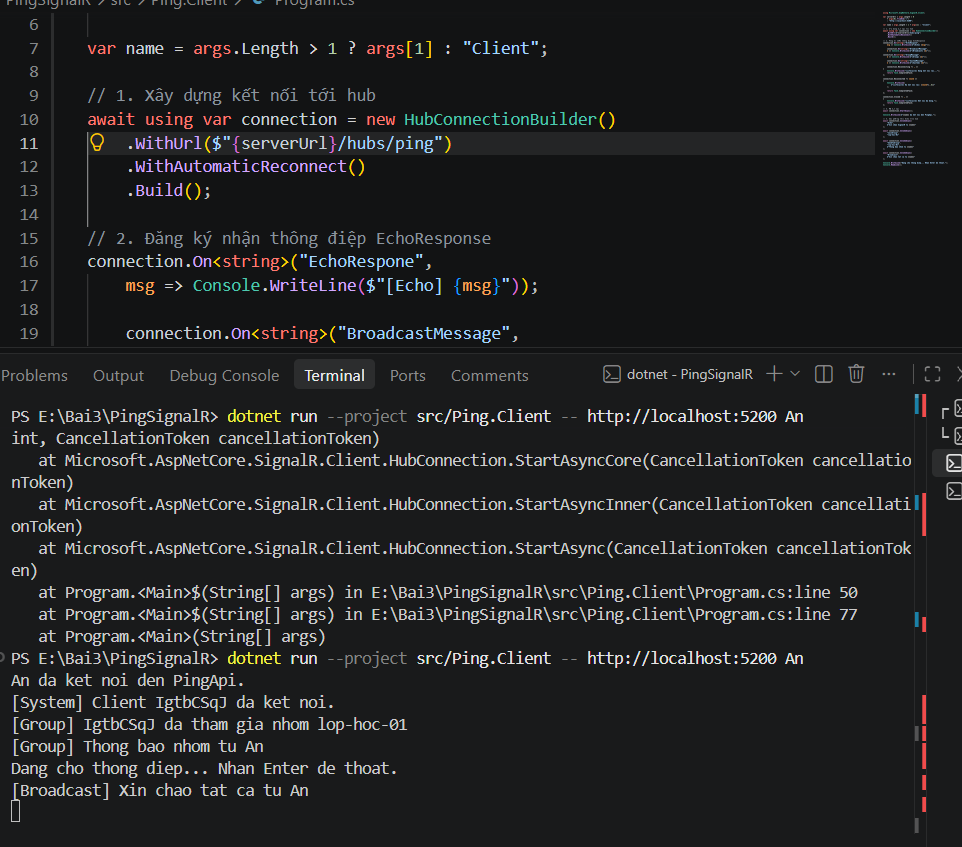 PingSignalR > src > Ping.Client > Program.cs
6
7 var name = args.Length > 1 ? args[1] : "Client";
8
9 // 1. Xây dựng kết nối tới hub
10 await using var connection = new HubConnectionBuilder()
11 .WithUrl($"{serverUrl}/hubs/ping")
12 .WithAutomaticReconnect()
13 .Build();
14
15 // 2. Đăng ký nhận thông điệp EchoResponse
16 connection.On<string>("EchoRespone",
17 msg => Console.WriteLine($"[Echo] {msg}"));
18
19 connection.On<string>("BroadcastMessage",
Problems Output Debug Console Terminal Ports Comments dotnet - PingSignalR
PS E:\Bai3\PingSignalR> dotnet run --project src/Ping.Client -- http://localhost:5200 An
int, CancellationToken cancellationToken)
at Microsoft.AspNetCore.SignalR.Client.HubConnection.StartAsyncCore(CancellationToken cancellatio
nToken)
at Microsoft.AspNetCore.SignalR.Client.HubConnection.StartAsyncInner(CancellationToken cancellati
onToken)
at Microsoft.AspNetCore.SignalR.Client.HubConnection.StartAsync(CancellationToken cancellationTok
en)
at Program.<Main>$(String[] args) in E:\Bai3\PingSignalR\src\Ping.Client\Program.cs:line 50
at Program.<Main>$(String[] args) in E:\Bai3\PingSignalR\src\Ping.Client\Program.cs:line 77
at Program.<Main>(String[] args)
PS E:\Bai3\PingSignalR> dotnet run --project src/Ping.Client -- http://localhost:5200 An
An da ket noi den PingApi.
[System] Client IgtbCSqJ da ket noi.
[Group] IgtbCSqJ da tham gia nhom lop-hoc-01
[Group] Thong bao nhom tu An
Dang cho thong diep... Nhan Enter de thoat.
[Broadcast] Xin chao tat ca tu An